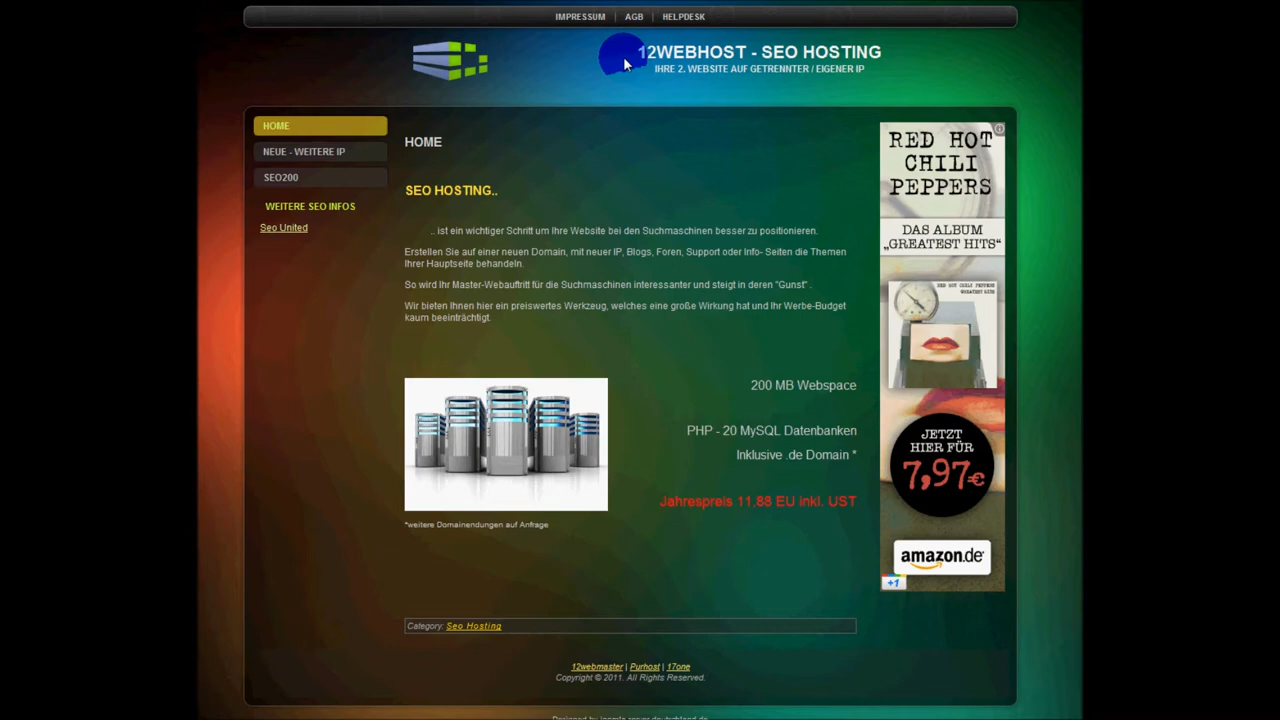 IMPRESSUM | AGB | HELPDESK
12WEBHOST - SEO HOSTING
IHRE 2. WEBSITE AUF GETRENNTER / EIGENER IP
HOME
NEUE - WEITERE IP
SEO200
WEITERE SEO INFOS
Seo United
HOME
SEO HOSTING..
.. ist ein wichtiger Schritt um Ihre Website bei den Suchmaschinen besser zu positionieren.
Erstellen Sie auf einer neuen Domain, mit neuer IP, Blogs, Foren, Support oder Info- Seiten die Themen
Ihrer Hauptseite behandeln.
So wird Ihr Master-Webauftritt für die Suchmaschinen interessanter und steigt in deren "Gunst" .
Wir bieten Ihnen hier ein preiswertes Werkzeug, welches eine große Wirkung hat und Ihr Werbe-Budget
kaum beeinträchtigt.
200 MB Webspace
PHP - 20 MySQL Datenbanken
Inklusive .de Domain *
Jahrespreis 11,88 EU inkl. UST
*weitere Domainendungen auf Anfrage
Category: Seo Hosting
RED HOT
CHILI
PEPPERS
DAS ALBUM
„GREATEST HITS“
RED HOT CHILI PEPPERS
GREATEST HITS
JETZT
HIER FÜR
7,97€
amazon.de
+1
12webmaster | Purhost | 17one
Copyright © 2011. All Rights Reserved.